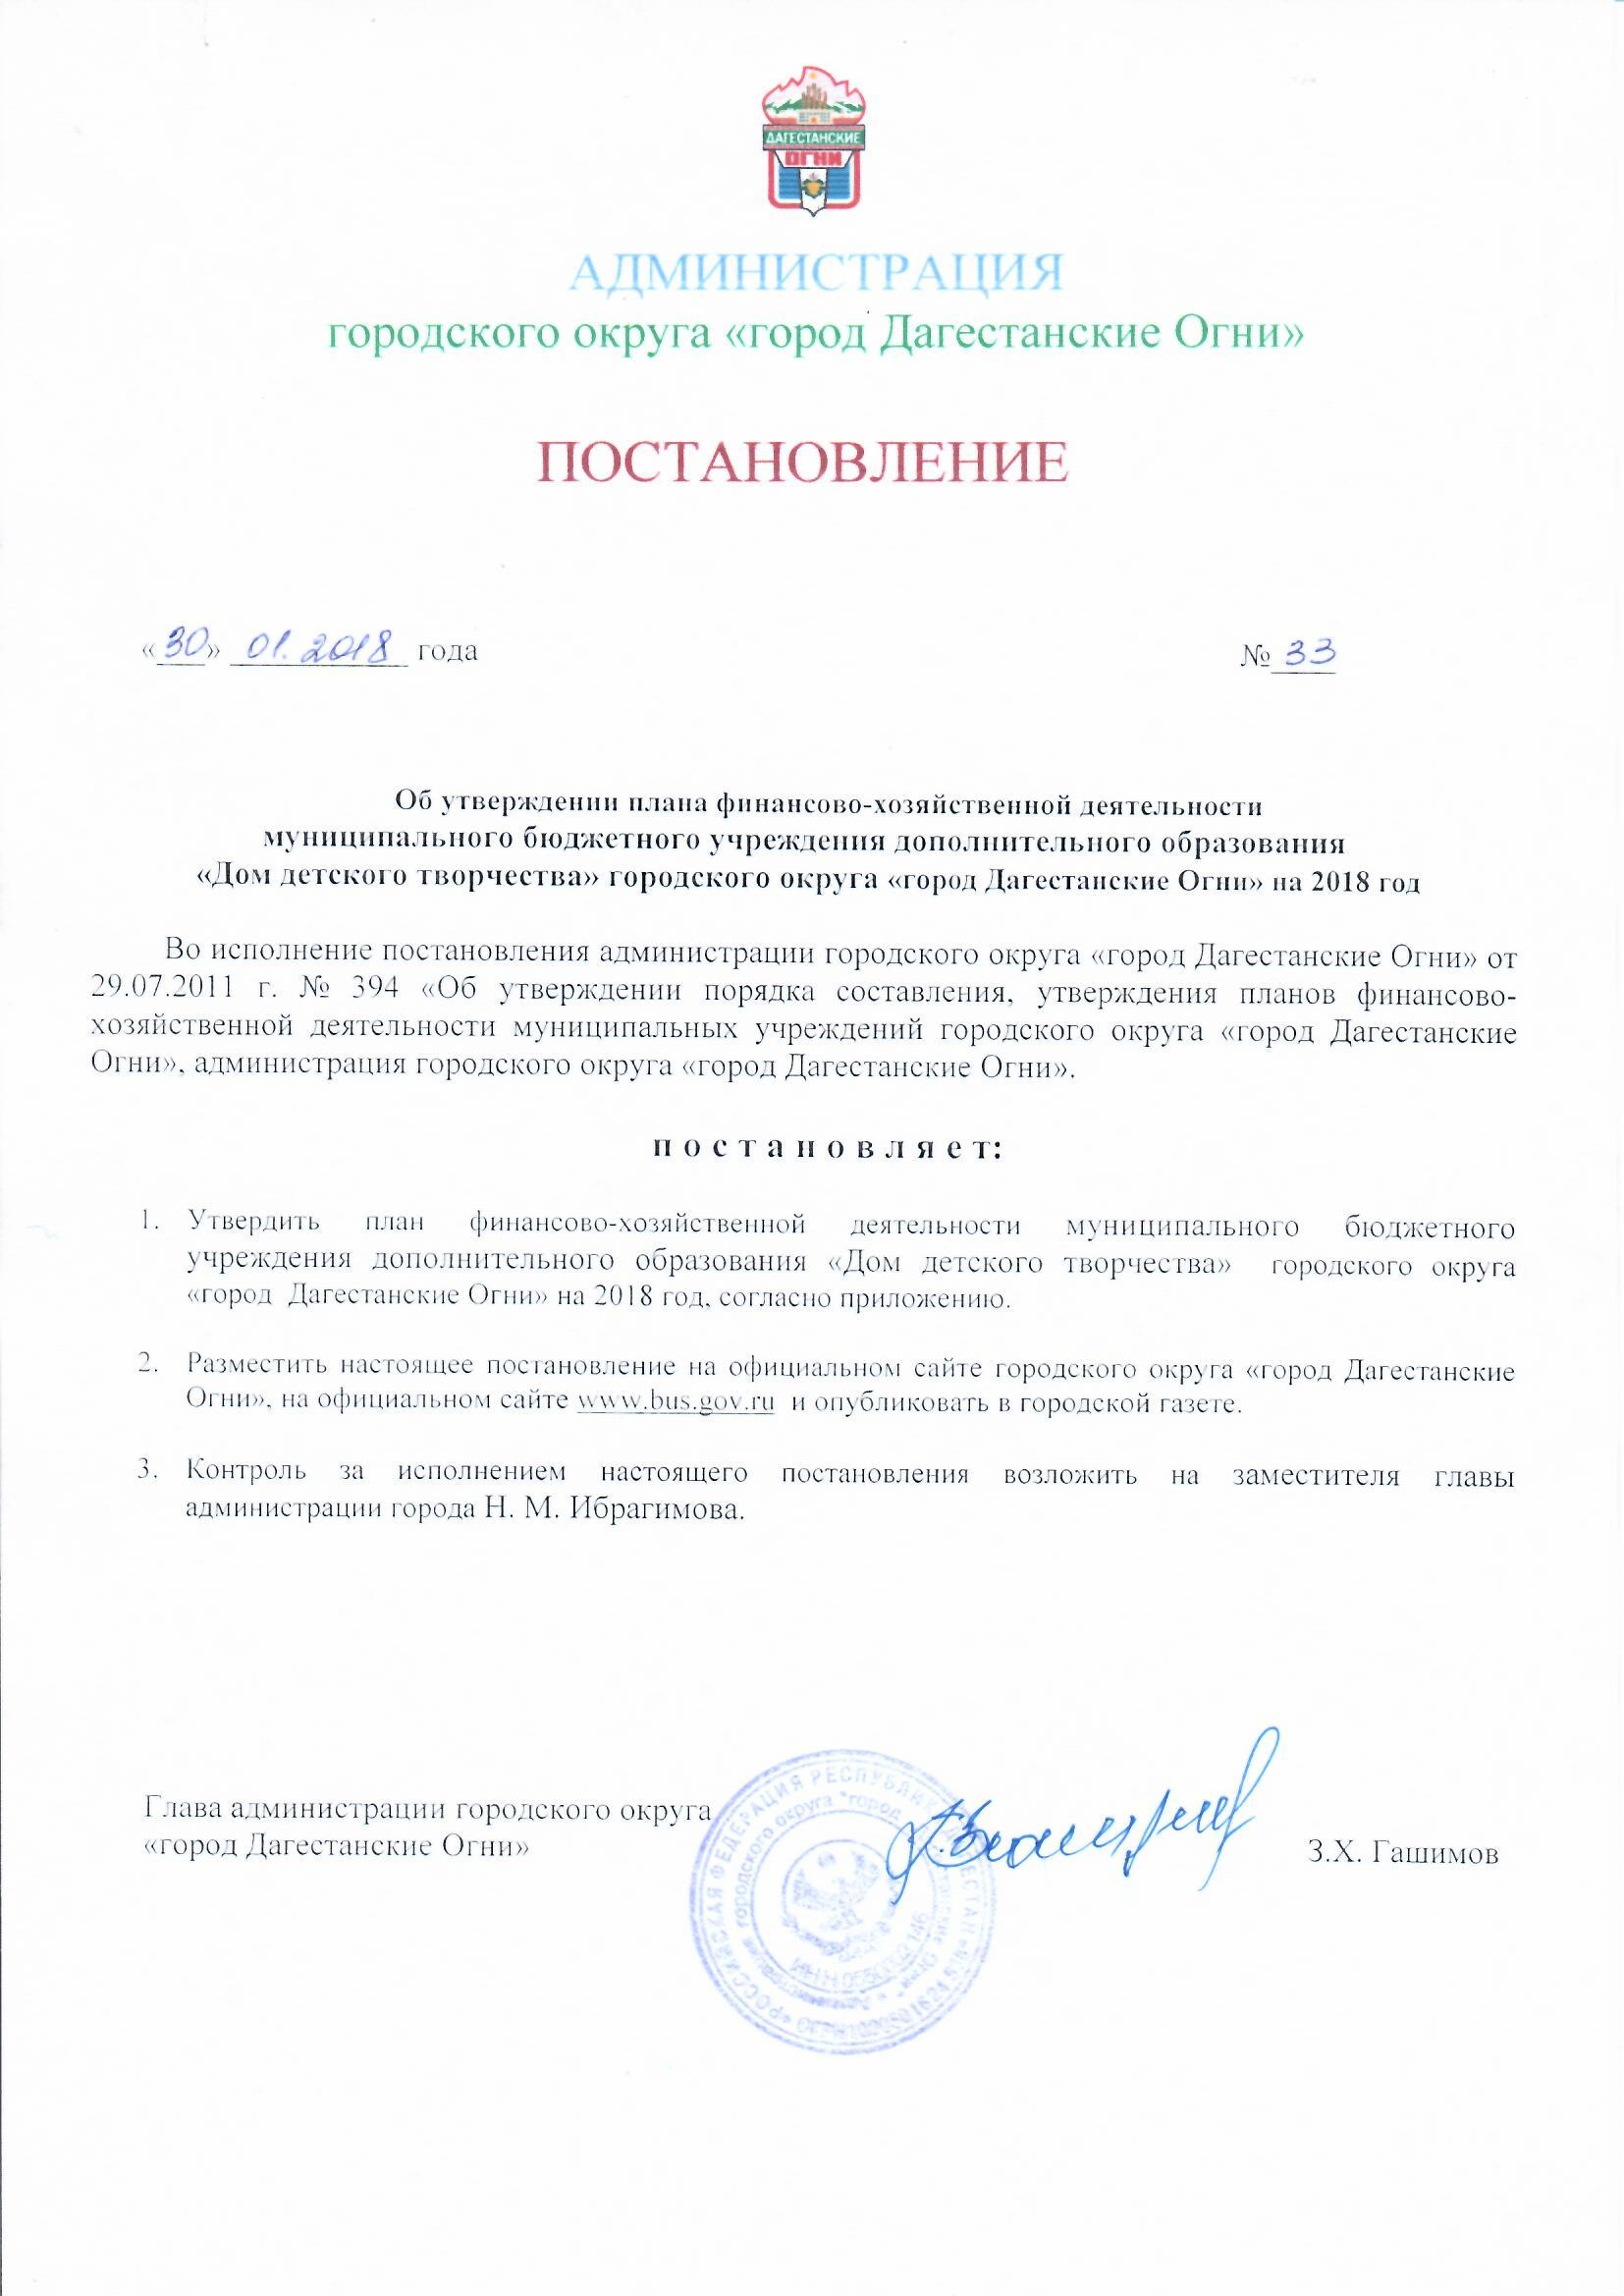 ДАГЕСТАНСКИЕ
ОГНИ
АДМИНИСТРАЦИЯ
городского округа «город Дагестанские Огни»
ПОСТАНОВЛЕНИЕ
«30» 01.2018 года № 33
Об утверждении плана финансово-хозяйственной деятельности
муниципального бюджетного учреждения дополнительного образования
«Дом детского творчества» городского округа «город Дагестанские Огни» на 2018 год
Во исполнение постановления администрации городского округа «город Дагестанские Огни» от
29.07.2011 г. № 394 «Об утверждении порядка составления, утверждения планов финансово-
хозяйственной деятельности муниципальных учреждений городского округа «город Дагестанские
Огни», администрация городского округа «город Дагестанские Огни».
п о с т а н о в л я е т:
1. Утвердить план финансово-хозяйственной деятельности муниципального бюджетного
учреждения дополнительного образования «Дом детского творчества» городского округа
«город Дагестанские Огни» на 2018 год, согласно приложению.
2. Разместить настоящее постановление на официальном сайте городского округа «город Дагестанские
Огни», на официальном сайте www.bus.gov.ru и опубликовать в городской газете.
3. Контроль за исполнением настоящего постановления возложить на заместителя главы
администрации города Н. М. Ибрагимова.
Глава администрации городского округа
«город Дагестанские Огни» З.Х. Гашимов
РОССИЙСКАЯ ФЕДЕРАЦИЯ РЕСПУБЛИКА
городского округа "город